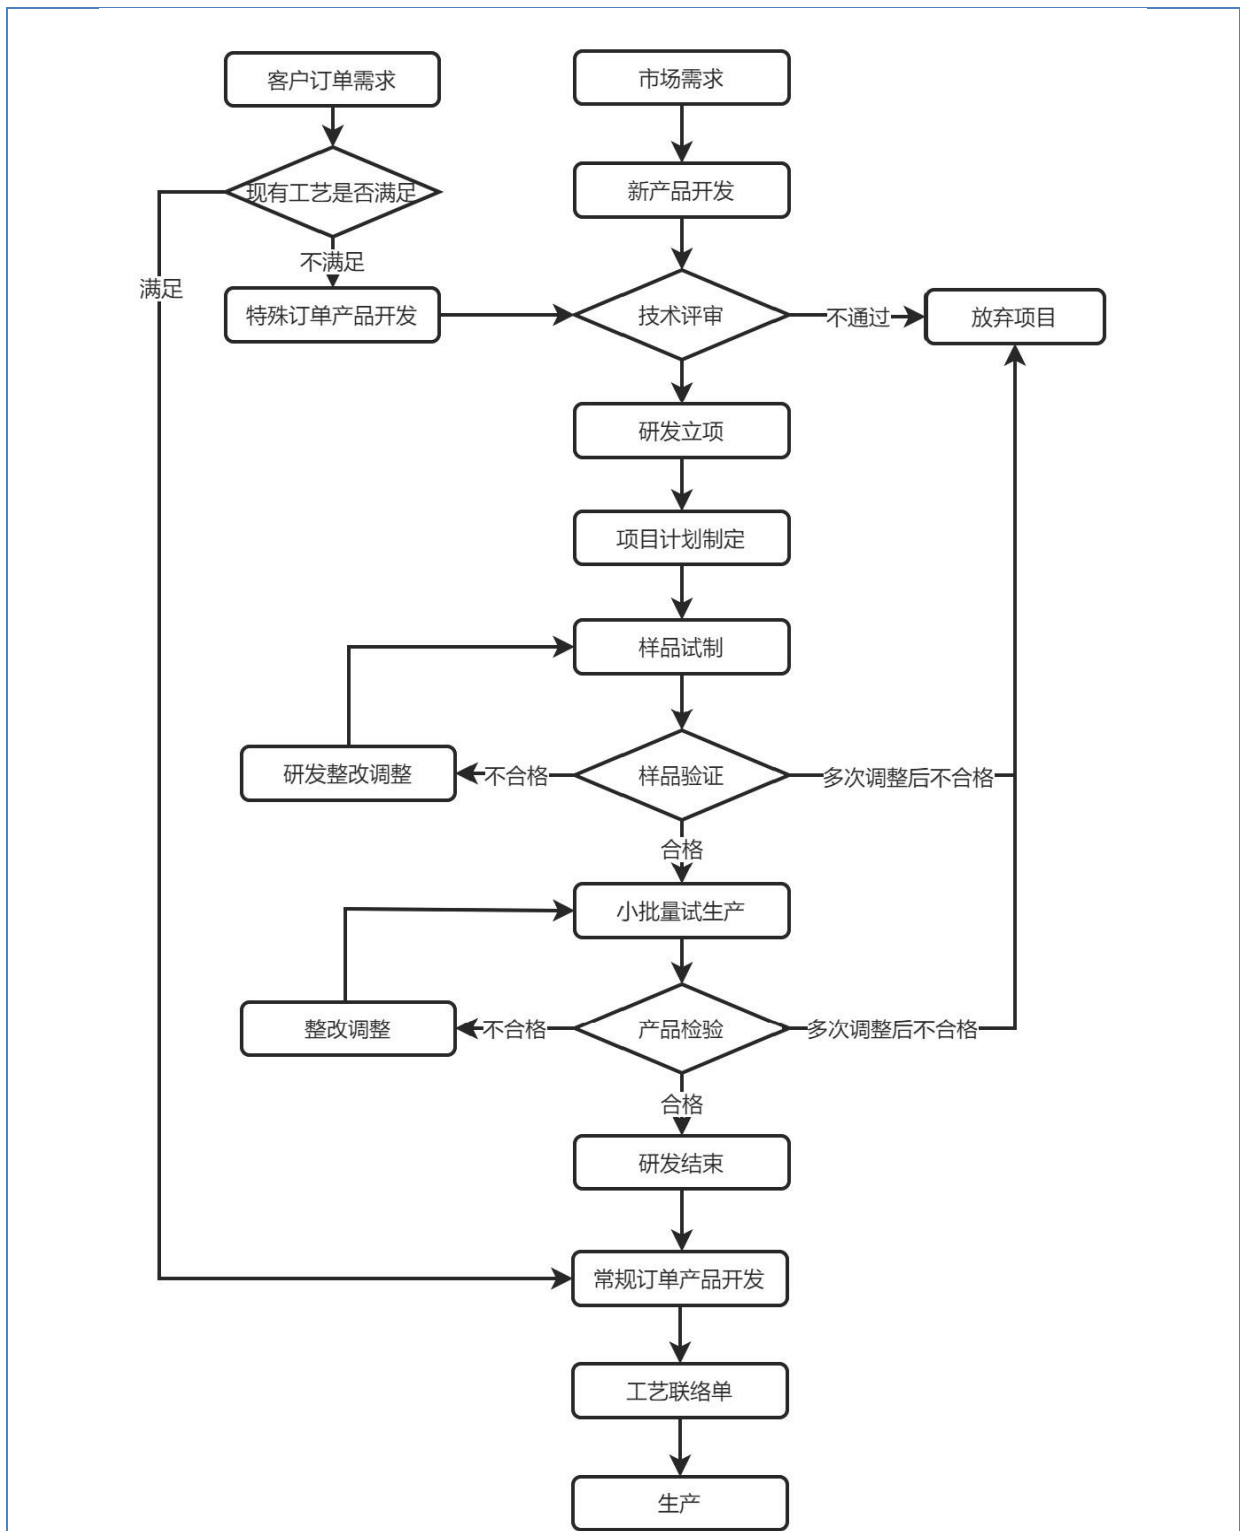 客户订单需求
市场需求
现有工艺是否满足
新产品开发
不满足
满足
特殊订单产品开发
技术评审
不通过
放弃项目
研发立项
项目计划制定
样品试制
研发整改调整
不合格
样品验证
多次调整后不合格
合格
小批量试生产
整改调整
不合格
产品检验
多次调整后不合格
合格
研发结束
常规订单产品开发
工艺联络单
生产